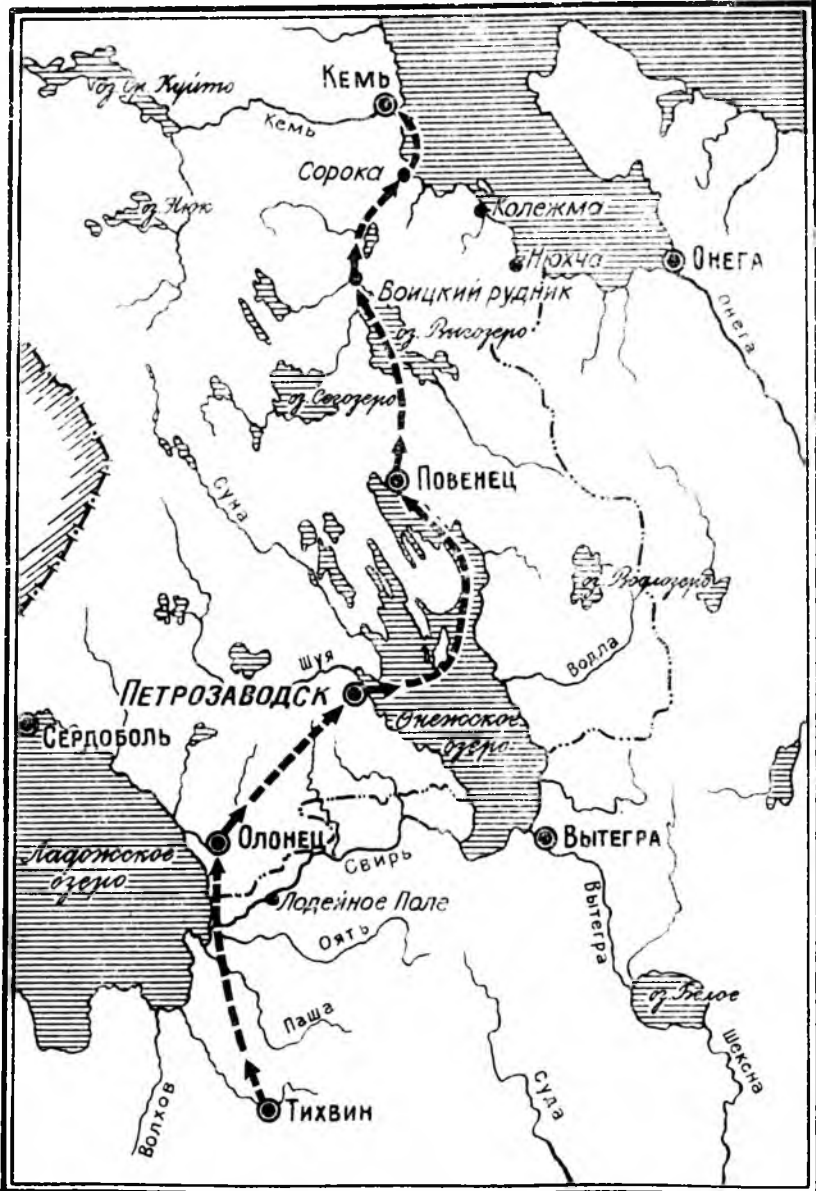 оз. Ср. Куйто
КЕМЬ
Кемь
Сорока
оз. Нюк
Колежма
Нюхча
ОНЕГА
Онега
Воицкий рудник
оз. Выгозеро
оз. Сегозеро
ПОВЕНЕЦ
Суна
оз. Водлозеро
Водла
Шуя
ПЕТРОЗАВОДСК
СЕРДОБОЛЬ
Онежское
озеро
ОЛОНЕЦ
ВЫТЕГРА
Ладожское
озеро
Свирь
Лодейное Поле
Вытегра
Оять
оз. Белое
Паша
Шексна
Суда
Волхов
ТИХВИН